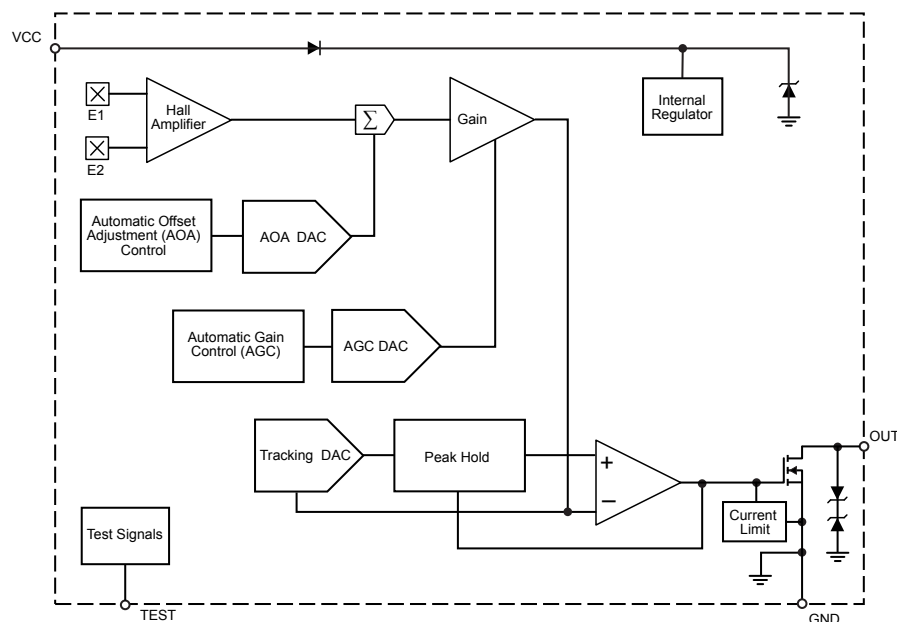 VCC
E1
E2
Hall
Amplifier
Σ
Gain
Internal
Regulator
Automatic Offset
Adjustment (AOA)
Control
AOA DAC
Automatic Gain
Control (AGC)
AGC DAC
Tracking DAC
Peak Hold
+
−
OUT
Current
Limit
Test Signals
TEST
GND